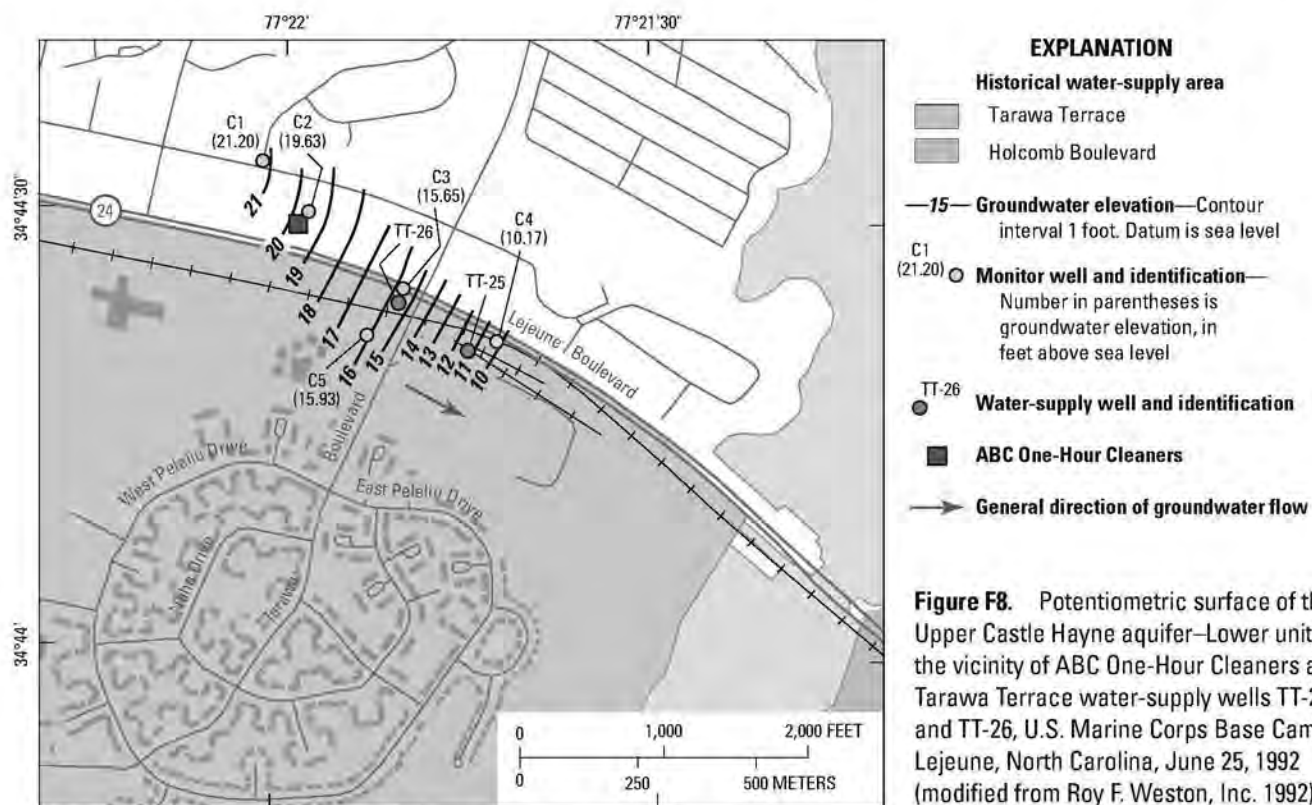 77°22'
77°21'30"
34°44'30"
34°44'
24
C1
(21.20)
C2
(19.63)
C3
(15.65)
TT-26
C4
(10.17)
TT-25
C5
(15.93)
21
20
19
18
17
16
15
14
13
12
11
10
Lejeune Boulevard
Boulevard
West Peleliu Drive
East Peleliu Drive
Tarawa
0 1,000 2,000 FEET
0 250 500 METERS
EXPLANATION
Historical water-supply area
Tarawa Terrace
Holcomb Boulevard
15 Groundwater elevation—Contour
interval 1 foot. Datum is sea level
C1
(21.20)
Monitor well and identification—
Number in parentheses is
groundwater elevation, in
feet above sea level
TT-26
Water-supply well and identification
ABC One-Hour Cleaners
General direction of groundwater flow
Figure F8. Potentiometric surface of
Upper Castle Hayne aquifer–Lower unit
the vicinity of ABC One-Hour Cleaners
Tarawa Terrace water-supply wells
and TT-26, U.S. Marine Corps Base
Lejeune, North Carolina, June 25, 1992
(modified from Roy F. Weston, Inc. 1992)